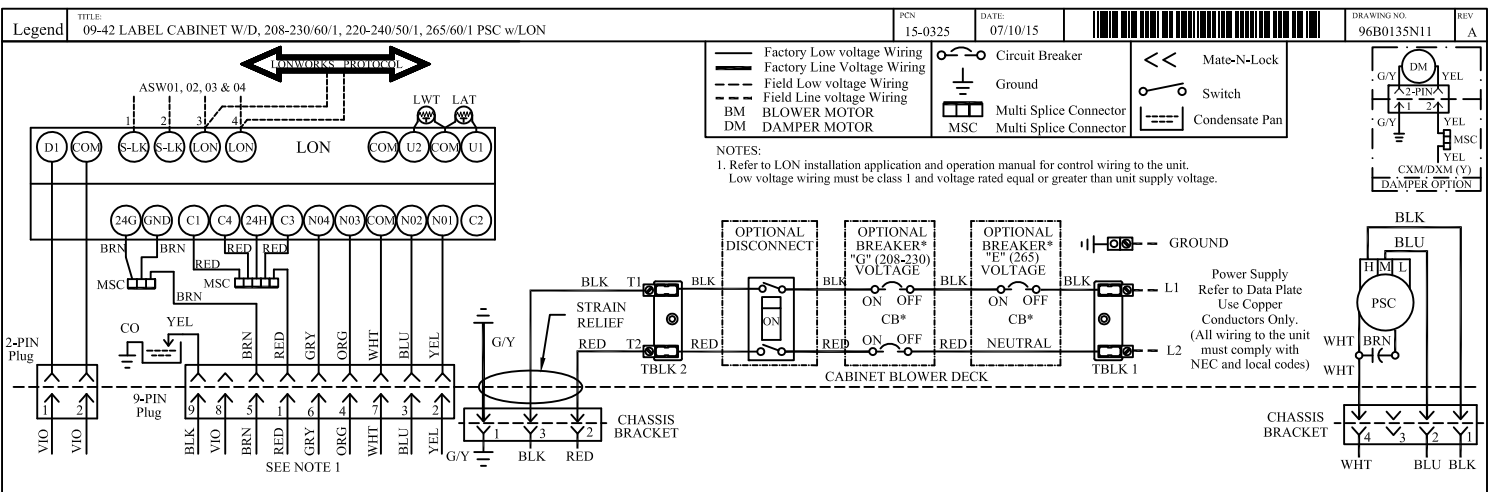 Legend
TITLE:
09-42 LABEL CABINET W/D, 208-230/60/1, 220-240/50/1, 265/60/1 PSC w/LON
PCN
15-0325
DATE:
07/10/15
DRAWING NO.
96B0135N11
REV
A
LONWORKS PROTOCOL
ASW01, 02, 03 & 04
1 2 3 4
LWT LAT
D1 COM S-LK S-LK LON LON LON COM U2 COM U1
24G GND C1 C4 24H C3 N04 N03 COM N02 N01 C2
BRN BRN RED RED RED
MSC MSC
BRN
CO YEL
BRN RED GRY ORG WHT BLU YEL
2-PIN
Plug
9-PIN
Plug
1 2
9 8 5 1 6 4 7 3 2
VIO VIO
BLK VIO BRN RED GRY ORG WHT BLU YEL
SEE NOTE 1
Factory Low voltage Wiring
Factory Line Voltage Wiring
Field Low voltage Wiring
Field Line voltage Wiring
BM BLOWER MOTOR
DM DAMPER MOTOR
Circuit Breaker
Ground
Multi Splice Connector
MSC Multi Splice Connector
Mate-N-Lock
Switch
Condensate Pan
NOTES:
1. Refer to LON installation application and operation manual for control wiring to the unit.
Low voltage wiring must be class 1 and voltage rated equal or greater than unit supply voltage.
DM
G/Y YEL
2-PIN
1 2
G/Y YEL
MSC
YEL
CXM/DXM (Y)
DAMPER OPTION
OPTIONAL
DISCONNECT
ON
OPTIONAL
BREAKER*
"G" (208-230)
VOLTAGE
ON OFF
CB*
ON OFF
OPTIONAL
BREAKER*
"E" (265)
VOLTAGE
ON OFF
CB*
NEUTRAL
GROUND
BLK T1 BLK BLK BLK BLK L1
STRAIN
RELIEF
G/Y
RED T2 RED RED RED L2
TBLK 2
TBLK 1
CABINET BLOWER DECK
Power Supply
Refer to Data Plate
Use Copper
Conductors Only.
(All wiring to the unit
must comply with
NEC and local codes)
CHASSIS
BRACKET
1 3 2
G/Y BLK RED
BLK
BLU
H M L
PSC
WHT BRN
WHT
CHASSIS
BRACKET
4 3 2 1
WHT BLU BLK